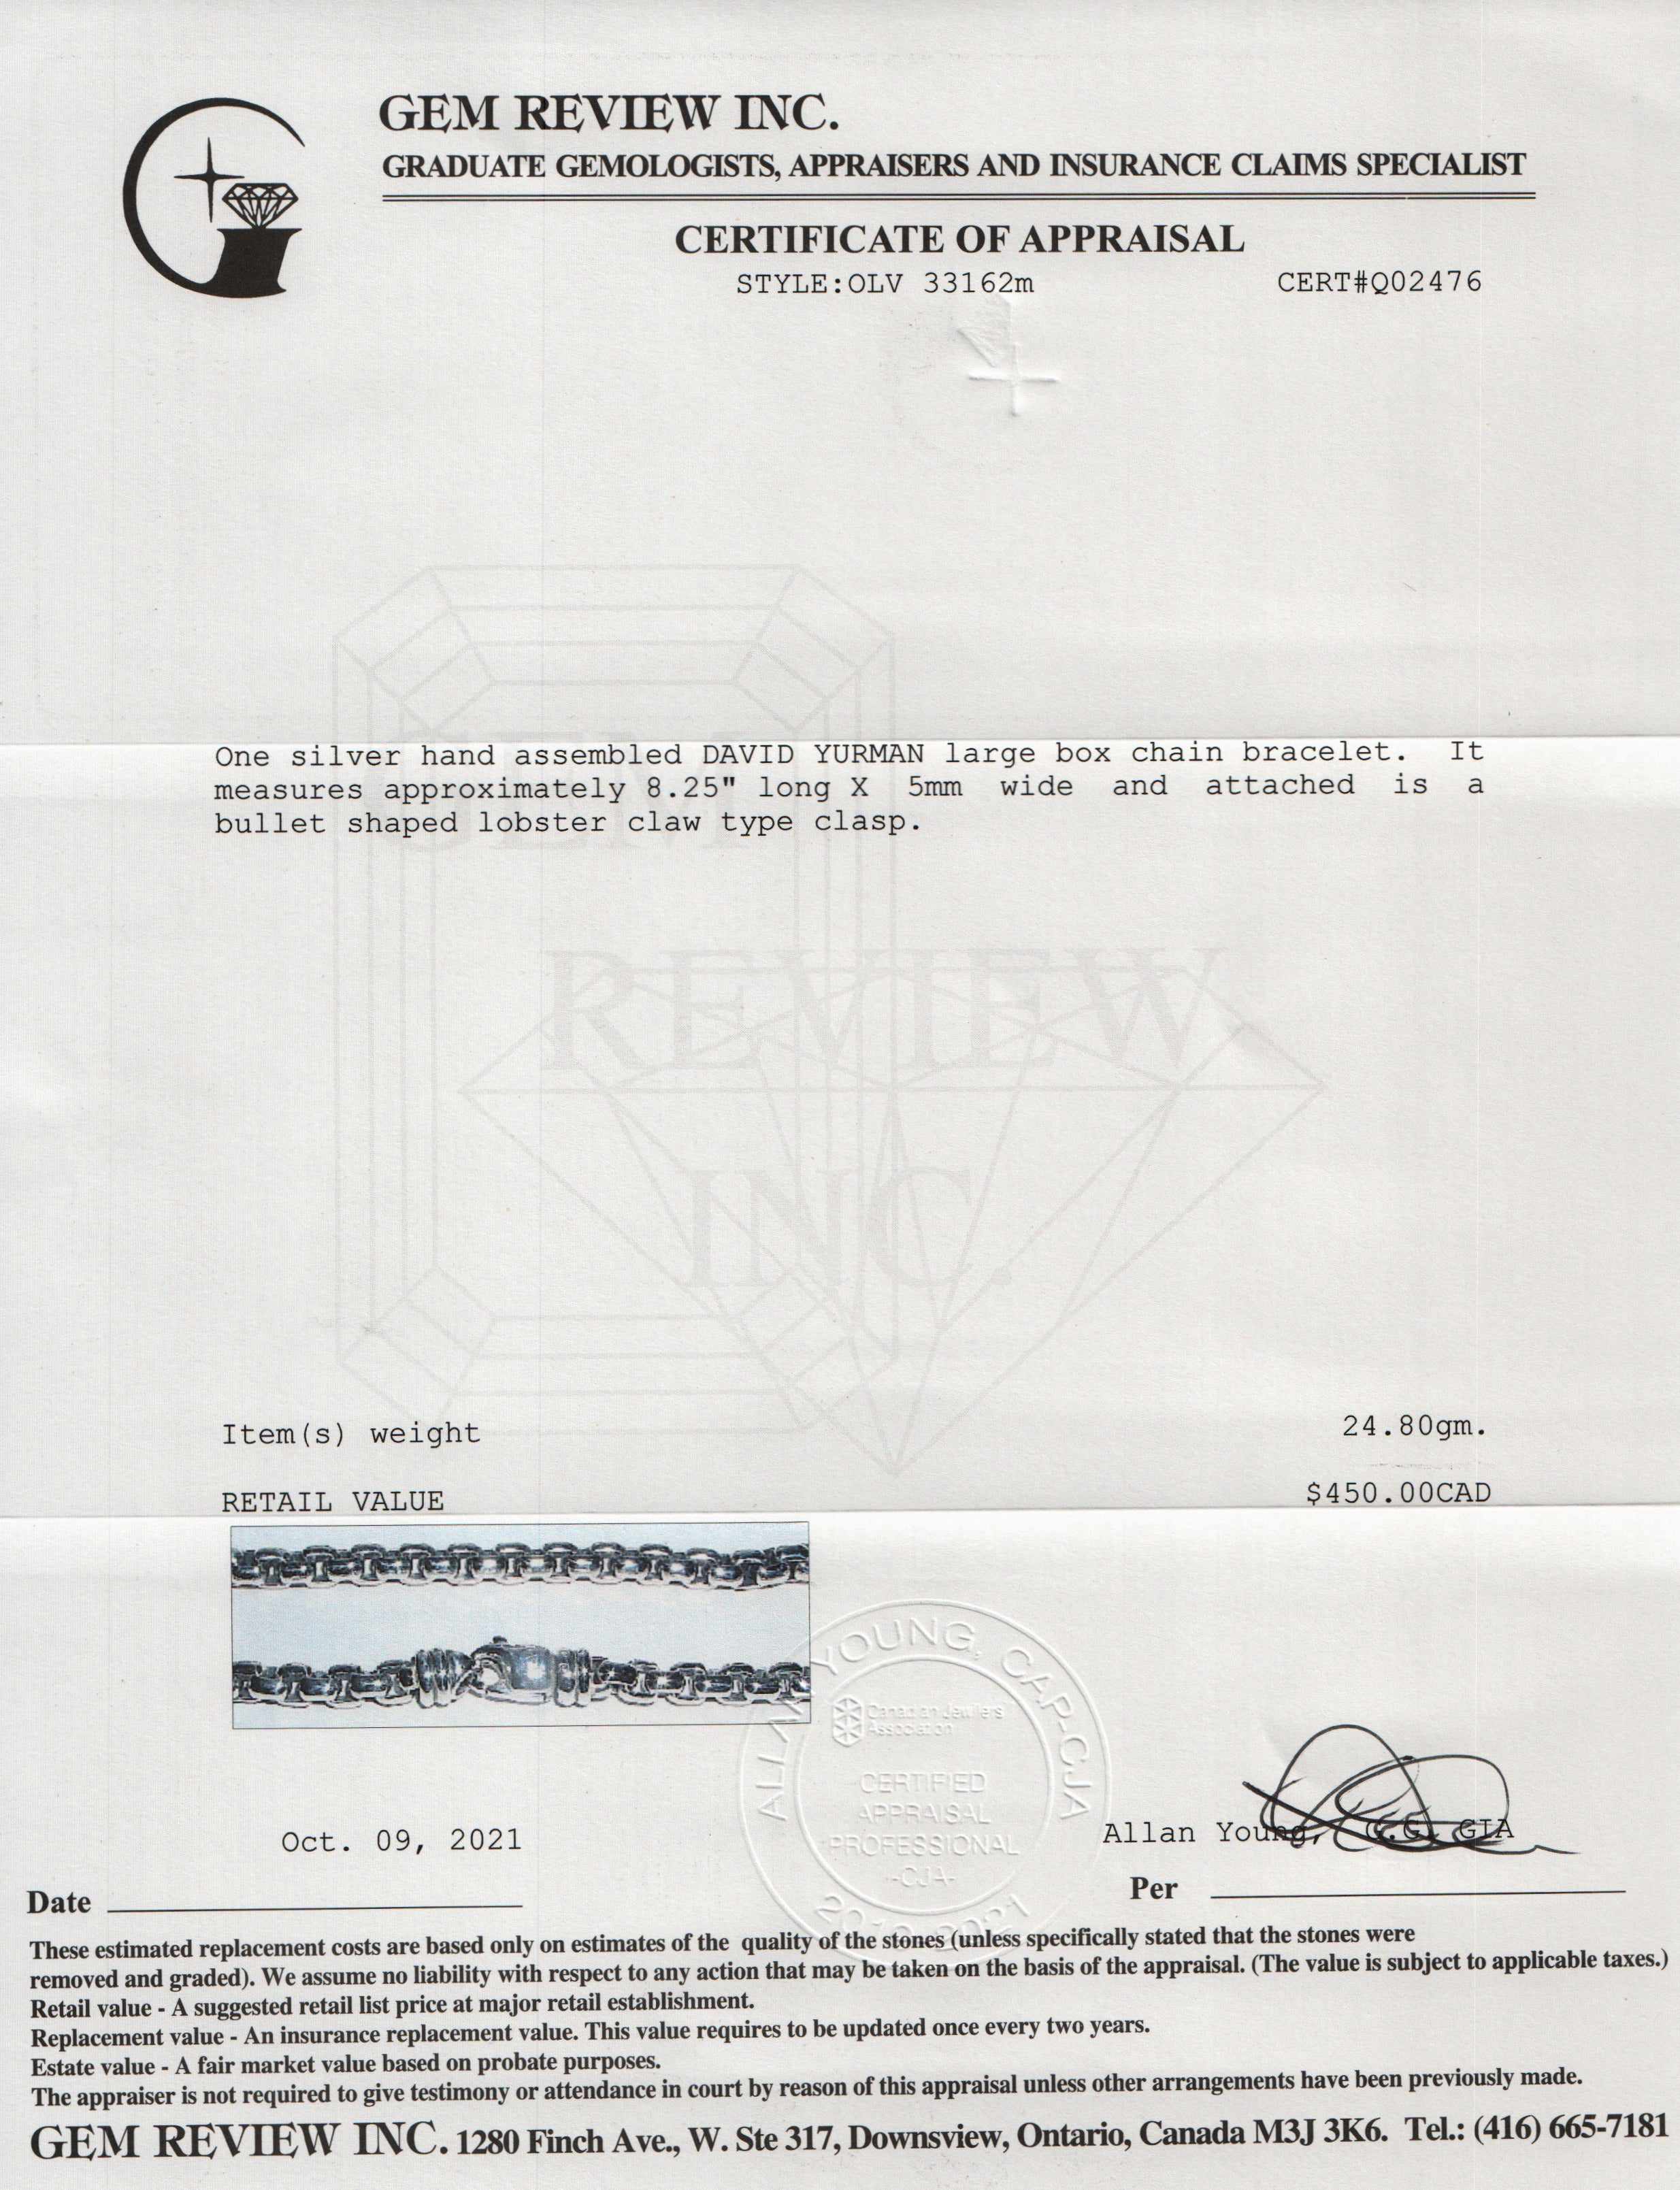 GEM REVIEW INC.
GRADUATE GEMOLOGISTS, APPRAISERS AND INSURANCE CLAIMS SPECIALIST
CERTIFICATE OF APPRAISAL
STYLE:OLV 33162m CERT#Q02476
One silver hand assembled DAVID YURMAN large box chain bracelet. It
measures approximately 8.25" long X 5mm wide and attached is a
bullet shaped lobster claw type clasp.
GEM
REVIEW
INC.
Item(s) weight 24.80gm.
RETAIL VALUE $450.00CAD
ALLAN YOUNG, CAP-CJA
Canadian Jewellers
Association
CERTIFIED
APPRAISAL
PROFESSIONAL
-CJA-
Oct. 09, 2021
Allan Young, G.G. GIA
Date
Per
These estimated replacement costs are based only on estimates of the quality of the stones (unless specifically stated that the stones were
removed and graded). We assume no liability with respect to any action that may be taken on the basis of the appraisal. (The value is subject to applicable taxes.)
Retail value - A suggested retail list price at major retail establishment.
Replacement value - An insurance replacement value. This value requires to be updated once every two years.
Estate value - A fair market value based on probate purposes.
The appraiser is not required to give testimony or attendance in court by reason of this appraisal unless other arrangements have been previously made.
GEM REVIEW INC. 1280 Finch Ave., W. Ste 317, Downsview, Ontario, Canada M3J 3K6. Tel.: (416) 665-7181